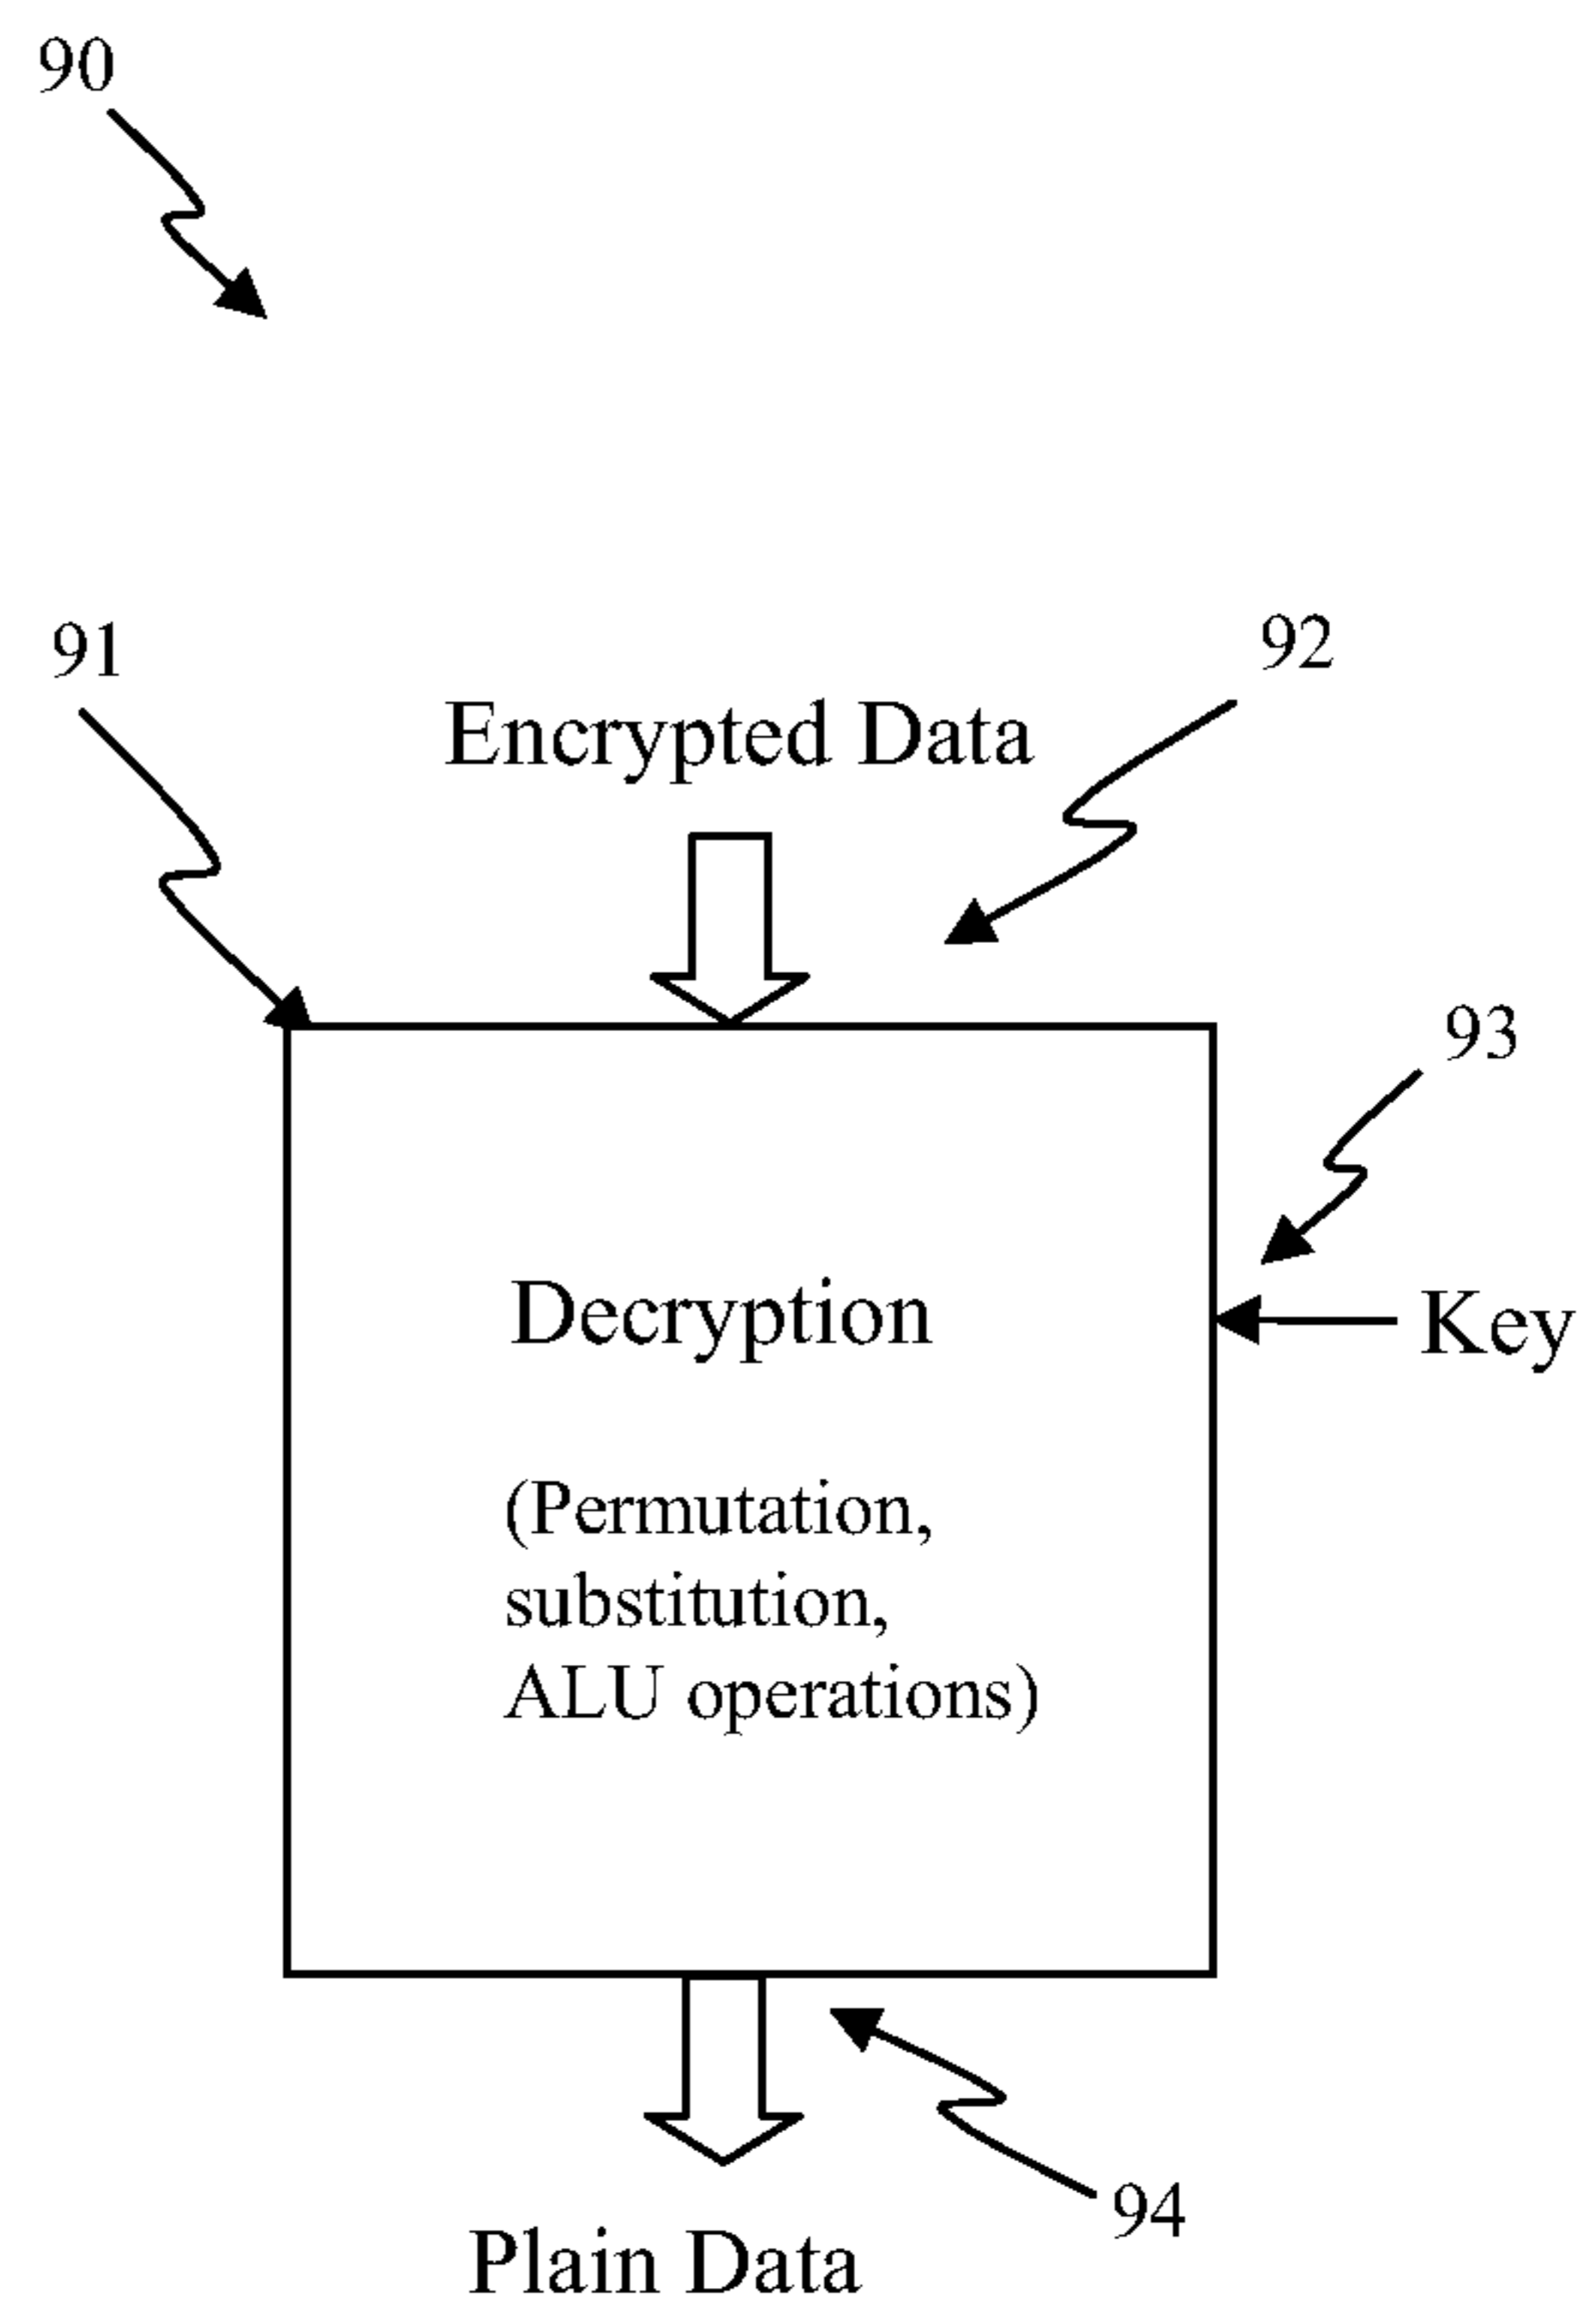 90
91
92
Encrypted Data
93
Decryption
Key
(Permutation,
substitution,
ALU operations)
94
Plain Data